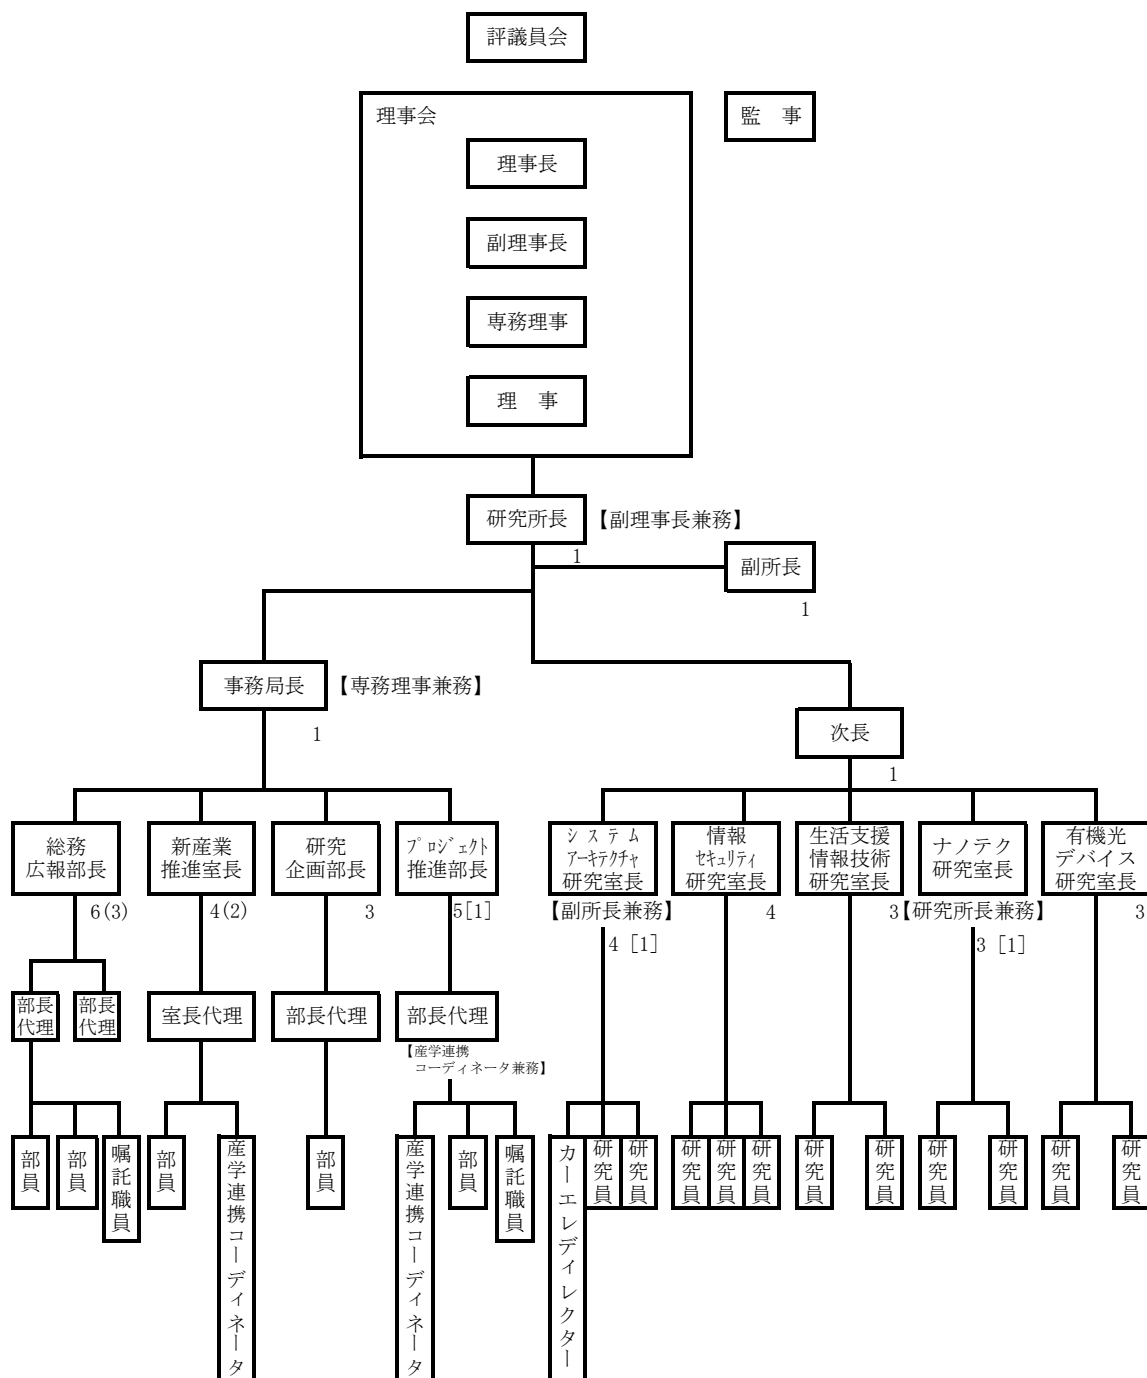 評議員会
理事会
監　事
理事長
副理事長
専務理事
理　事
研究所長
【副理事長兼務】
1
副所長
1
事務局長
【専務理事兼務】
1
次長
1
総務
広報部長
6(3)
新産業
推進室長
4(2)
研究
企画部長
3
プロジェクト
推進部長
5[1]
システム
アーキテクチャ
研究室長
【副所長兼務】
4 [1]
情報
セキュリティ
研究室長
4
生活支援
情報技術
研究室長
3
ナノテク
研究室長
【研究所長兼務】
3 [1]
有機光
デバイス
研究室長
3
部長
代理
部長
代理
室長代理
部長代理
部長代理
【産学連携
コーディネータ兼務】
部員
部員
嘱託職員
部員
産学連携コーディネータ
部員
産学連携コーディネータ
部員
嘱託職員
カーエレディレクター
研究員
研究員
研究員
研究員
研究員
研究員
研究員
研究員
研究員
研究員
研究員